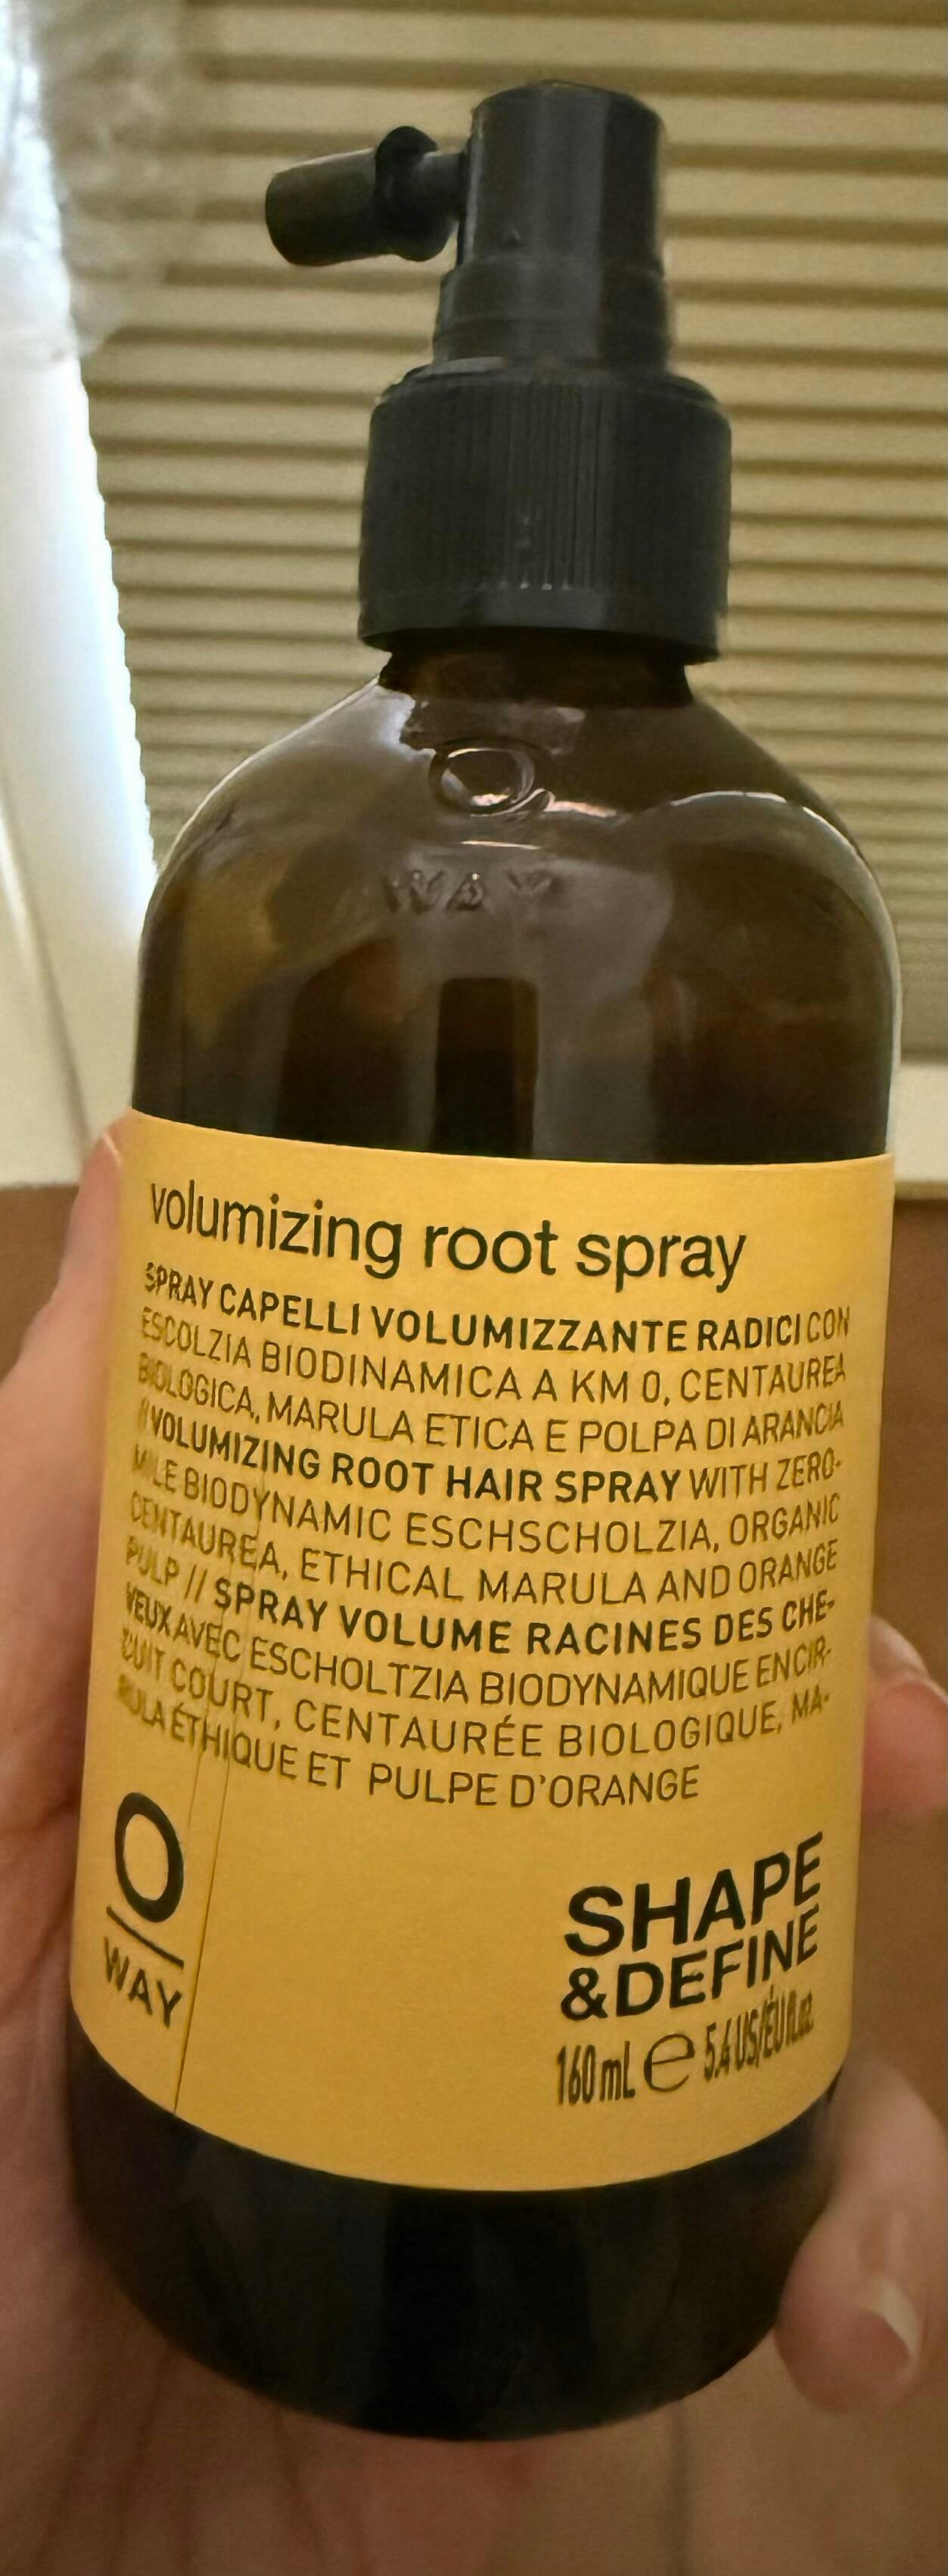 O
WAY
volumizing root spray
SPRAY CAPELLI VOLUMIZZANTE RADICI CON
ESCOLZIA BIODINAMICA A KM 0, CENTAUREA
BIOLOGICA, MARULA ETICA E POLPA DI ARANCIA
//VOLUMIZING ROOT HAIR SPRAY WITH ZERO-
MILE BIODYNAMIC ESCHSCHOLZIA, ORGANIC
CENTAUREA, ETHICAL MARULA AND ORANGE
PULP // SPRAY VOLUME RACINES DES CHE-
VEUX AVEC ESCHOLTZIA BIODYNAMIQUE EN CIR-
CUIT COURT, CENTAURÉE BIOLOGIQUE, MA-
RULA ÉTHIQUE ET PULPE D'ORANGE
O
WAY
SHAPE
&DEFINE
160 mL e 5.4 US/EU fl.oz.